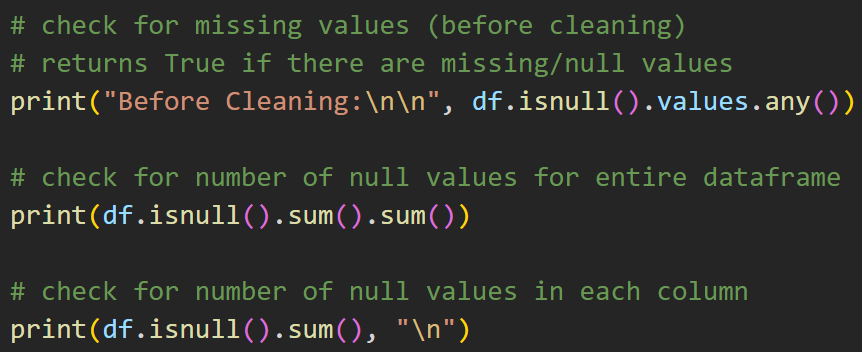 # check for missing values (before cleaning)
# returns True if there are missing/null values
print("Before Cleaning:\n\n", df.isnull().values.any())
# check for number of null values for entire dataframe
print(df.isnull().sum().sum())
# check for number of null values in each column
print(df.isnull().sum(), "\n")